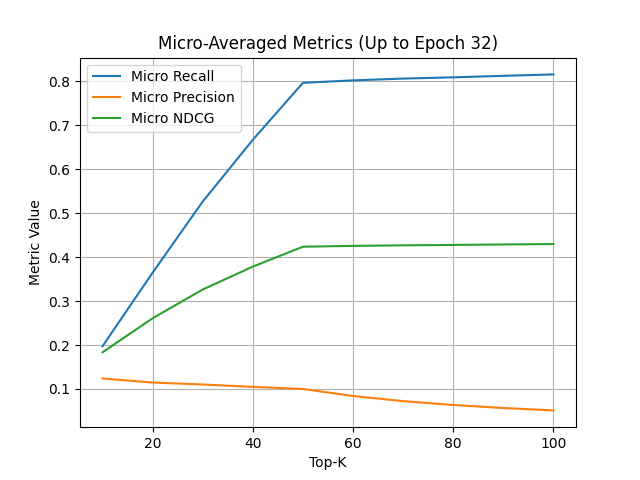 Micro-Averaged Metrics (Up to Epoch 32)
Micro Recall
Micro Precision
Micro NDCG
Metric Value
0.8
0.7
0.6
0.5
0.4
0.3
0.2
0.1
20 40 60 80 100
Top-K